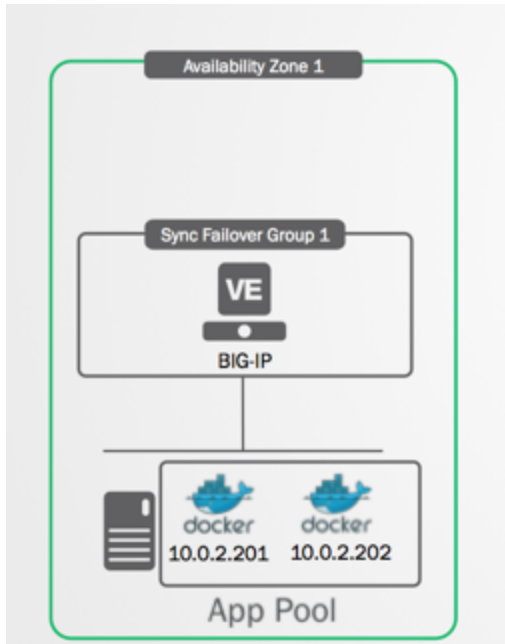 Availability Zone 1
Sync Failover Group 1
VE
BIG-IP
docker docker
10.0.2.201 10.0.2.202
App Pool